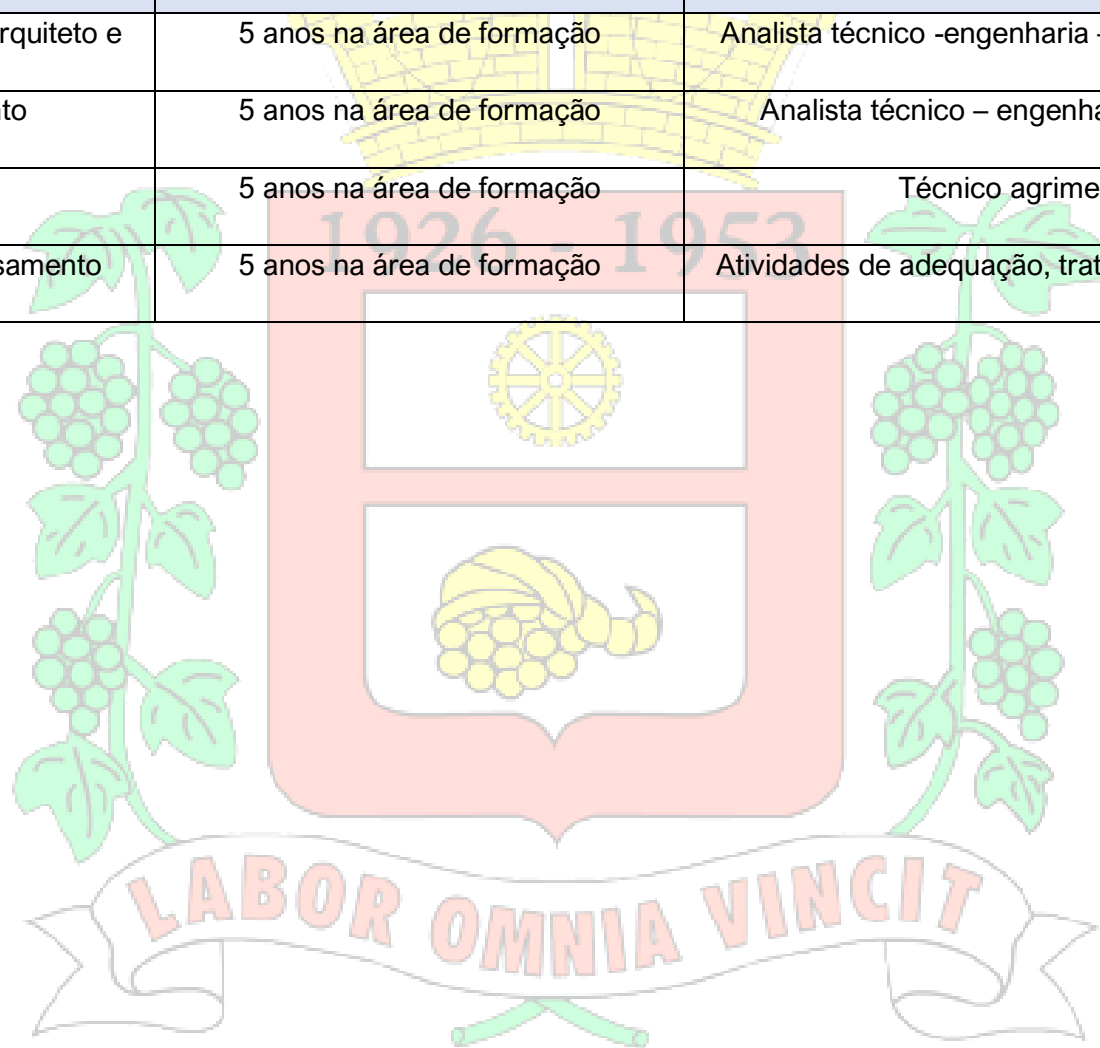 rquiteto e 5 anos na área de formação Analista técnico -engenharia -
to 5 anos na área de formação Analista técnico – engenha
5 anos na área de formação Técnico agrime
samento 5 anos na área de formação Atividades de adequação, trat
1926 - 1953
LABOR OMNIA VINCIT